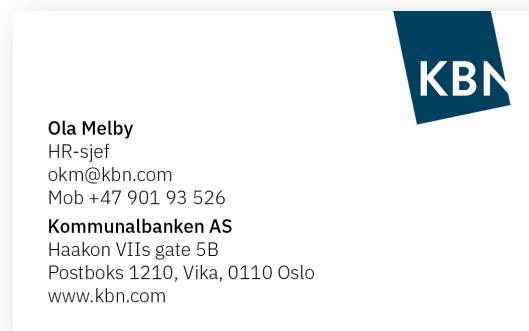 KBN
Ola Melby
HR-sjef
okm@kbn.com
Mob +47 901 93 526
Kommunalbanken AS
Haakon VIIs gate 5B
Postboks 1210, Vika, 0110 Oslo
www.kbn.com